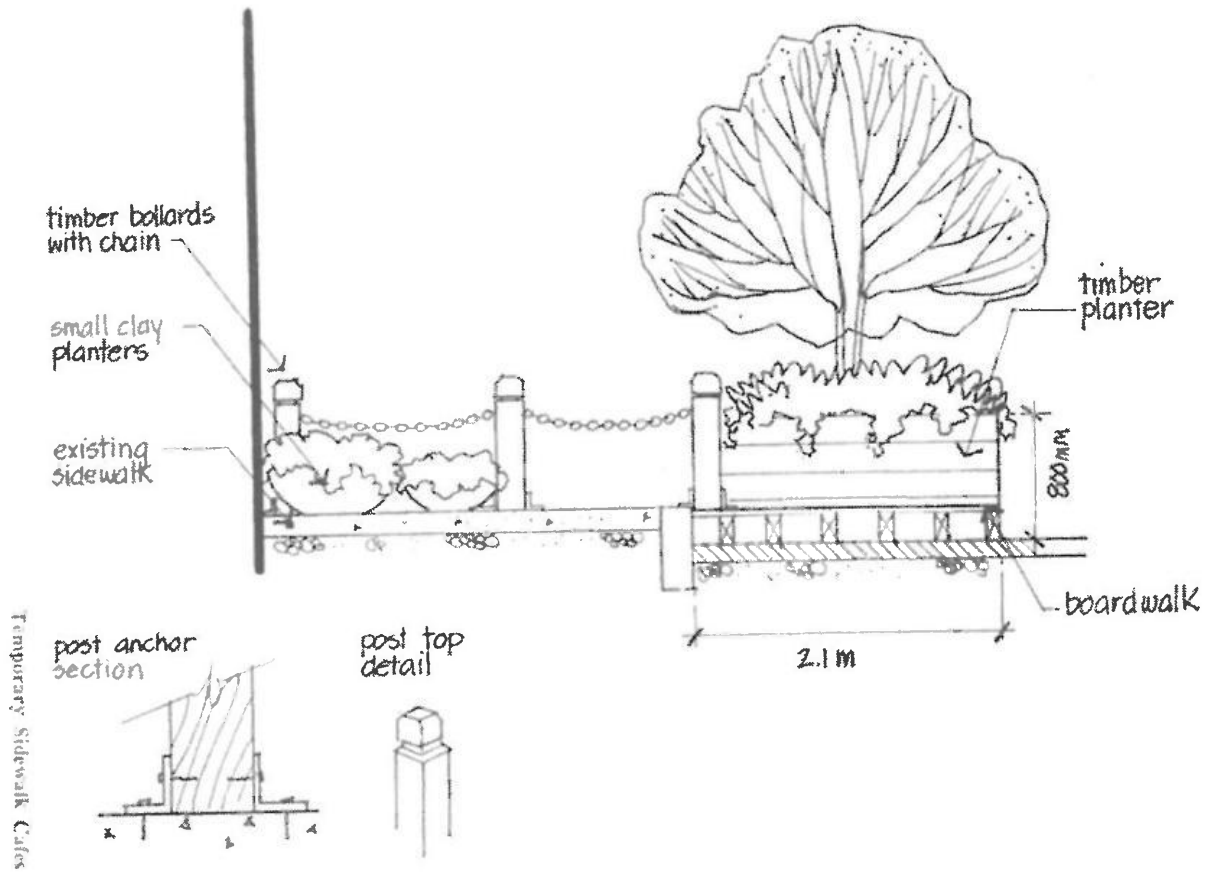 timber bollards
with chain
small clay
planters
existing
sidewalk
timber
planter
800mm
boardwalk
2.1 m
post anchor
section
post top
detail
Temporary Sidewalk Cafes